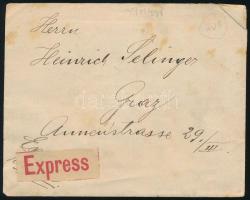 Herrn
Heinrich Selinger
Graz
Annenstrasse 29./III.
Express